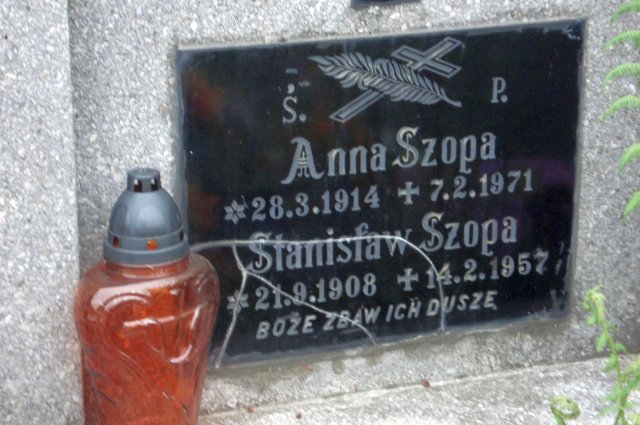 Ś. P.
Anna Szopa
* 28.3.1914 + 7.2.1971
Stanisław Szopa
* 21.9.1908 + 14.2.1957
BOŻE ZBAW ICH DUSZE